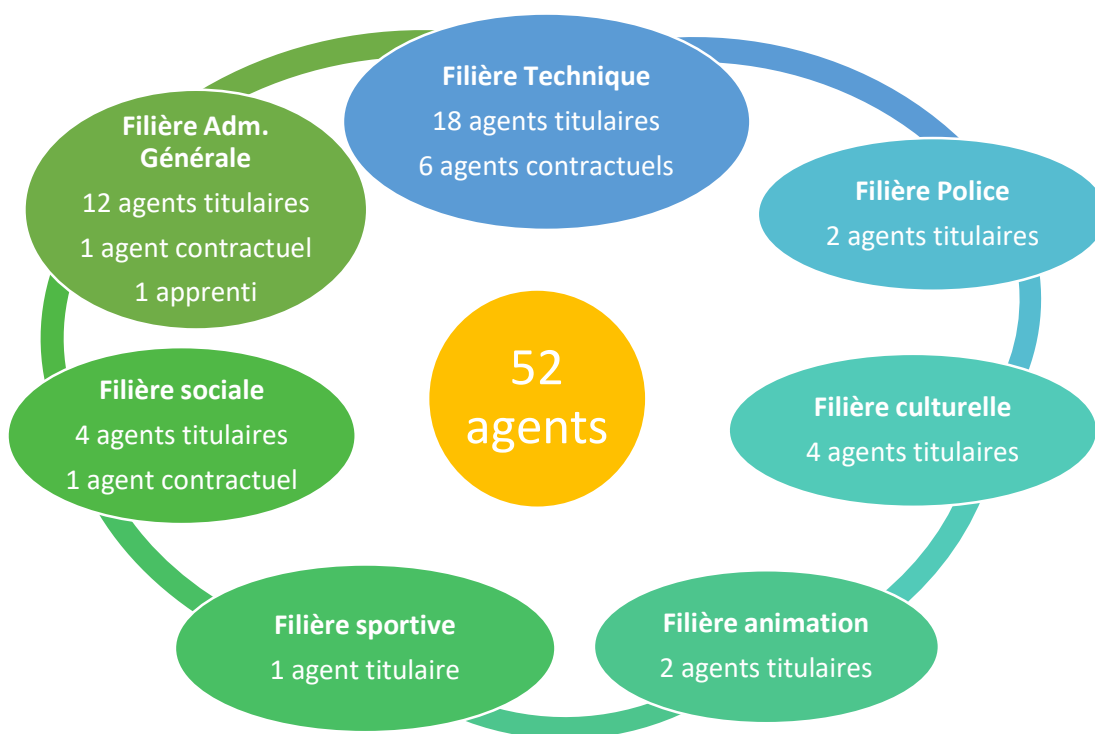 Filière Technique
18 agents titulaires
6 agents contractuels
Filière Police
2 agents titulaires
Filière culturelle
4 agents titulaires
Filière animation
2 agents titulaires
Filière sportive
1 agent titulaire
Filière sociale
4 agents titulaires
1 agent contractuel
Filière Adm.
Générale
12 agents titulaires
1 agent contractuel
1 apprenti
52
agents